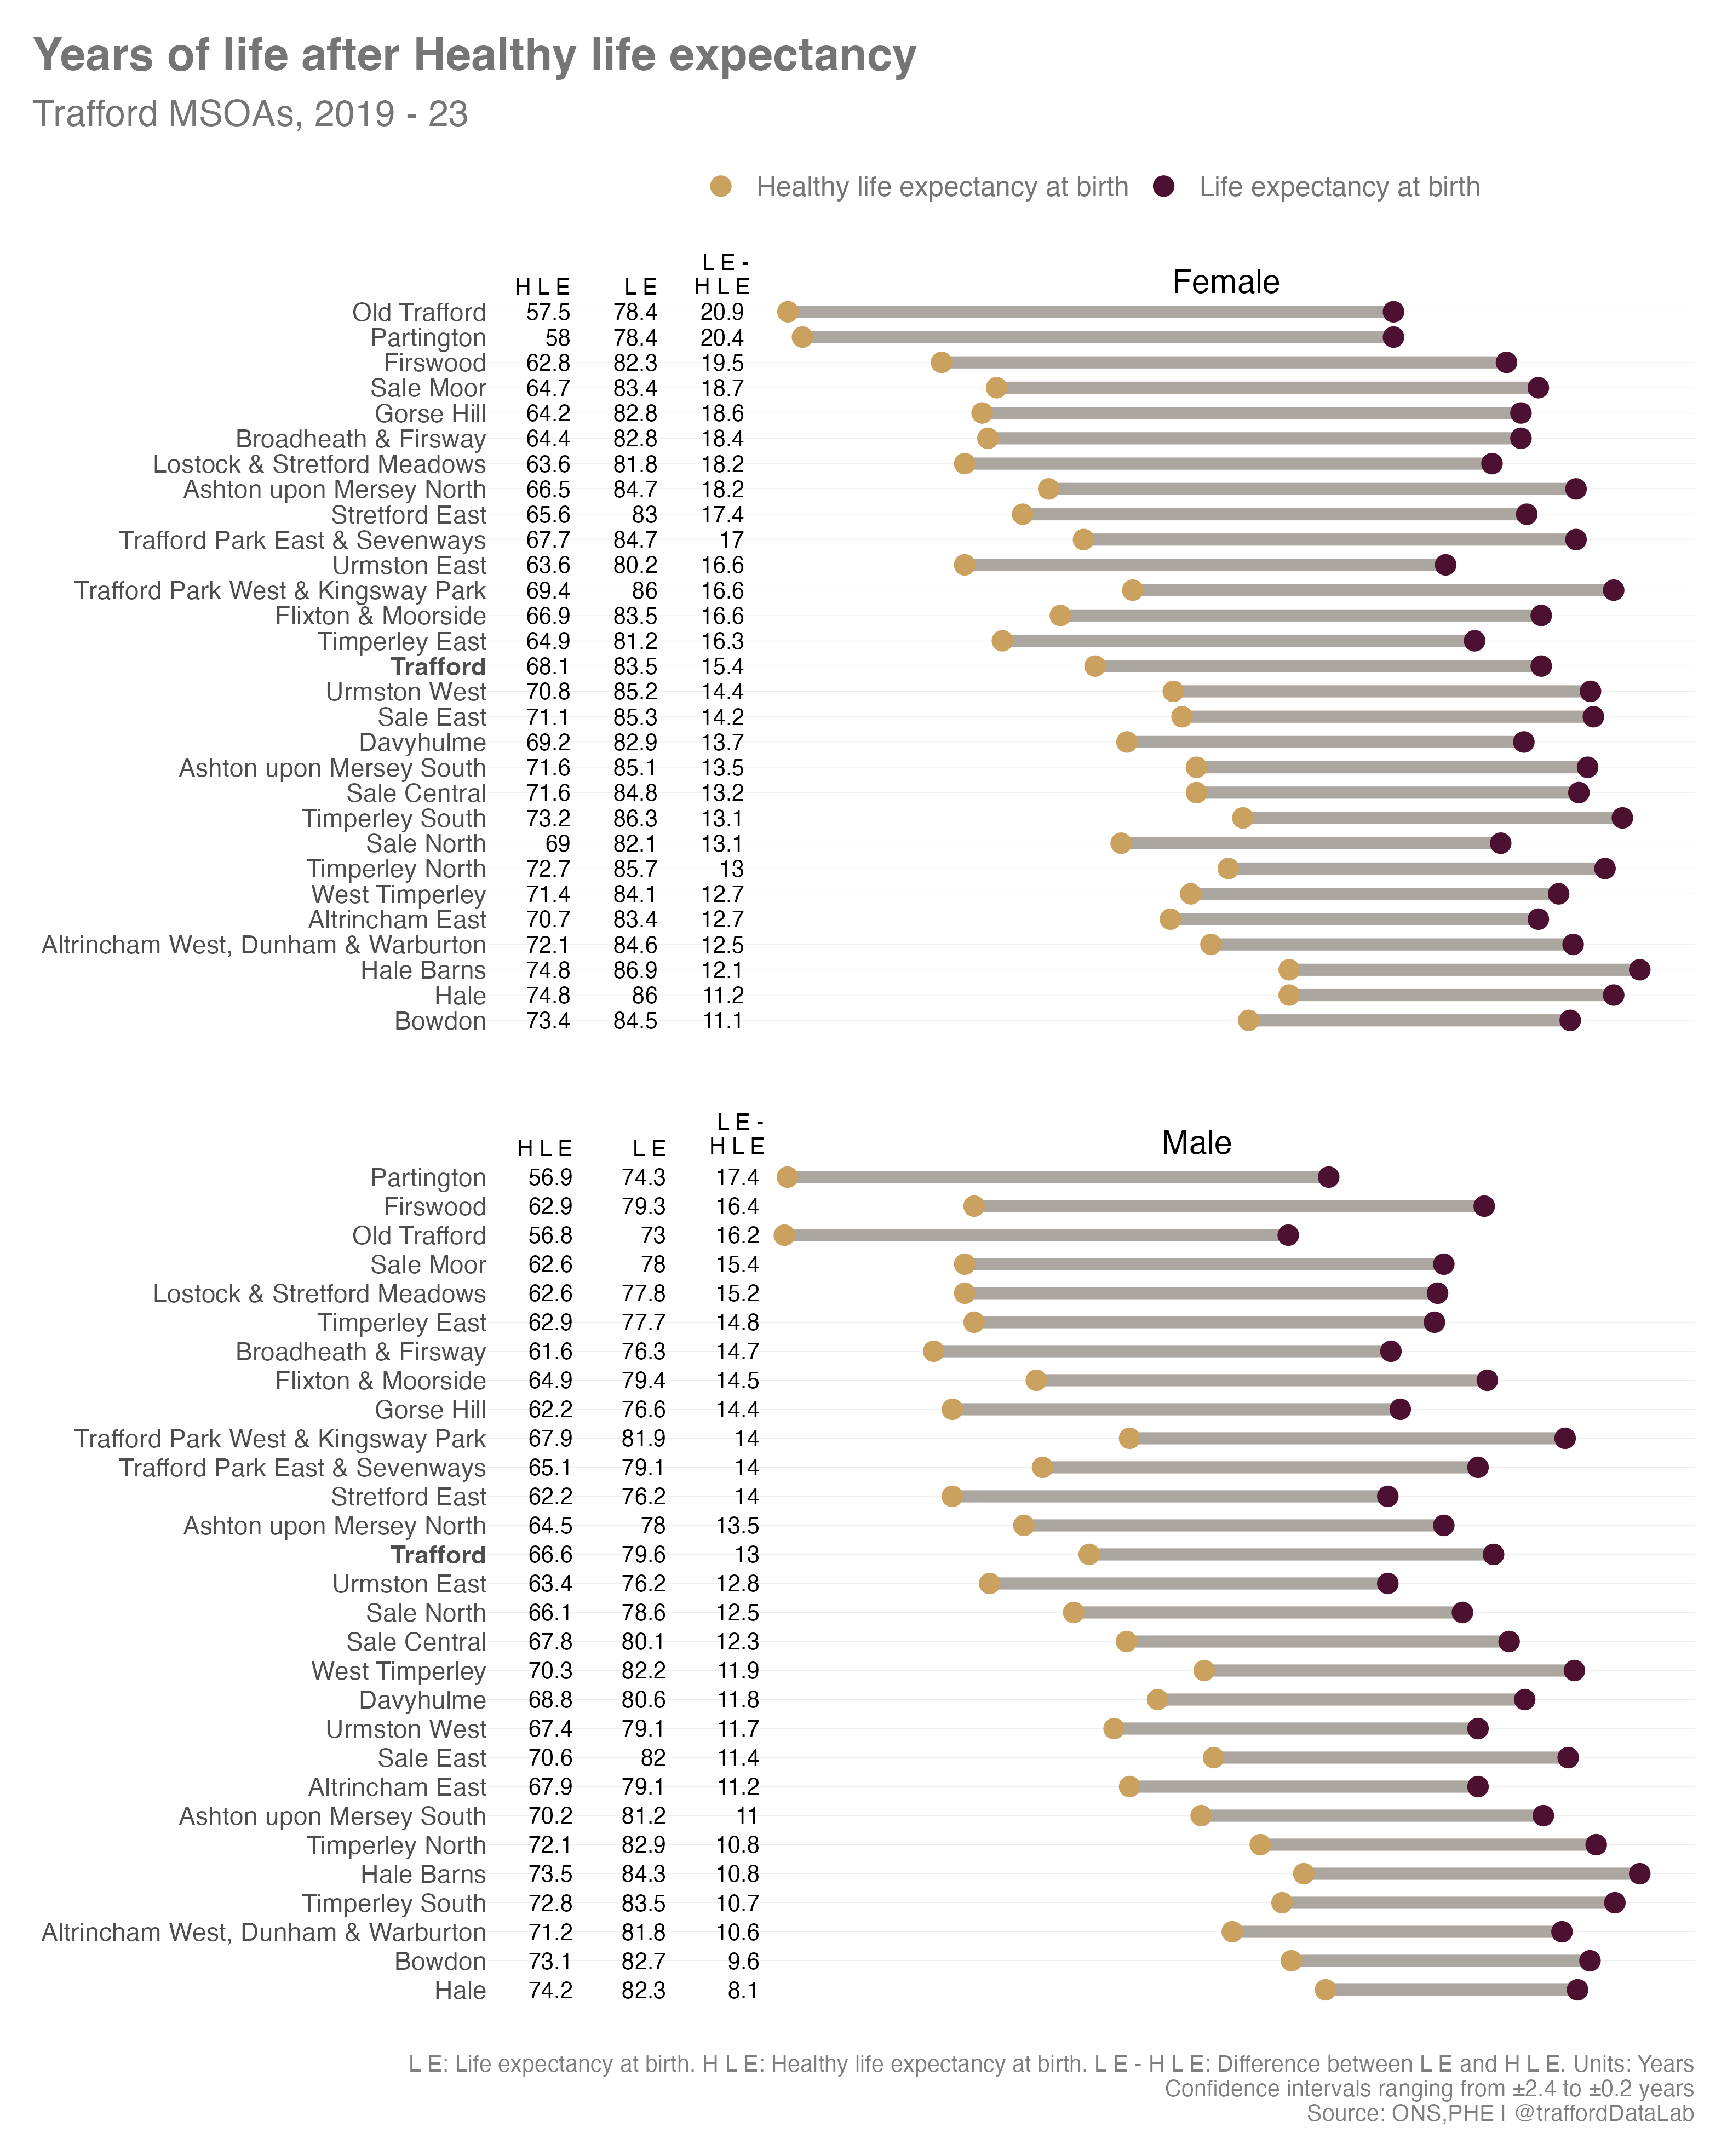 Years of life after Healthy life expectancy
Trafford MSOAs, 2019 - 23
Healthy life expectancy at birth Life expectancy at birth
L E -
H L E L E H L E Female
Old Trafford 57.5 78.4 20.9
Partington 58 78.4 20.4
Firswood 62.8 82.3 19.5
Sale Moor 64.7 83.4 18.7
Gorse Hill 64.2 82.8 18.6
Broadheath & Firsway 64.4 82.8 18.4
Lostock & Stretford Meadows 63.6 81.8 18.2
Ashton upon Mersey North 66.5 84.7 18.2
Stretford East 65.6 83 17.4
Trafford Park East & Sevenways 67.7 84.7 17
Urmston East 63.6 80.2 16.6
Trafford Park West & Kingsway Park 69.4 86 16.6
Flixton & Moorside 66.9 83.5 16.6
Timperley East 64.9 81.2 16.3
Trafford 68.1 83.5 15.4
Urmston West 70.8 85.2 14.4
Sale East 71.1 85.3 14.2
Davyhulme 69.2 82.9 13.7
Ashton upon Mersey South 71.6 85.1 13.5
Sale Central 71.6 84.8 13.2
Timperley South 73.2 86.3 13.1
Sale North 69 82.1 13.1
Timperley North 72.7 85.7 13
West Timperley 71.4 84.1 12.7
Altrincham East 70.7 83.4 12.7
Altrincham West, Dunham & Warburton 72.1 84.6 12.5
Hale Barns 74.8 86.9 12.1
Hale 74.8 86 11.2
Bowdon 73.4 84.5 11.1
L E -
H L E L E H L E Male
Partington 56.9 74.3 17.4
Firswood 62.9 79.3 16.4
Old Trafford 56.8 73 16.2
Sale Moor 62.6 78 15.4
Lostock & Stretford Meadows 62.6 77.8 15.2
Timperley East 62.9 77.7 14.8
Broadheath & Firsway 61.6 76.3 14.7
Flixton & Moorside 64.9 79.4 14.5
Gorse Hill 62.2 76.6 14.4
Trafford Park West & Kingsway Park 67.9 81.9 14
Trafford Park East & Sevenways 65.1 79.1 14
Stretford East 62.2 76.2 14
Ashton upon Mersey North 64.5 78 13.5
Trafford 66.6 79.6 13
Urmston East 63.4 76.2 12.8
Sale North 66.1 78.6 12.5
Sale Central 67.8 80.1 12.3
West Timperley 70.3 82.2 11.9
Davyhulme 68.8 80.6 11.8
Urmston West 67.4 79.1 11.7
Sale East 70.6 82 11.4
Altrincham East 67.9 79.1 11.2
Ashton upon Mersey South 70.2 81.2 11
Timperley North 72.1 82.9 10.8
Hale Barns 73.5 84.3 10.8
Timperley South 72.8 83.5 10.7
Altrincham West, Dunham & Warburton 71.2 81.8 10.6
Bowdon 73.1 82.7 9.6
Hale 74.2 82.3 8.1
L E: Life expectancy at birth. H L E: Healthy life expectancy at birth. L E - H L E: Difference between L E and H L E. Units: Years
Confidence intervals ranging from ±2.4 to ±0.2 years
Source: ONS,PHE | @traffordDataLab